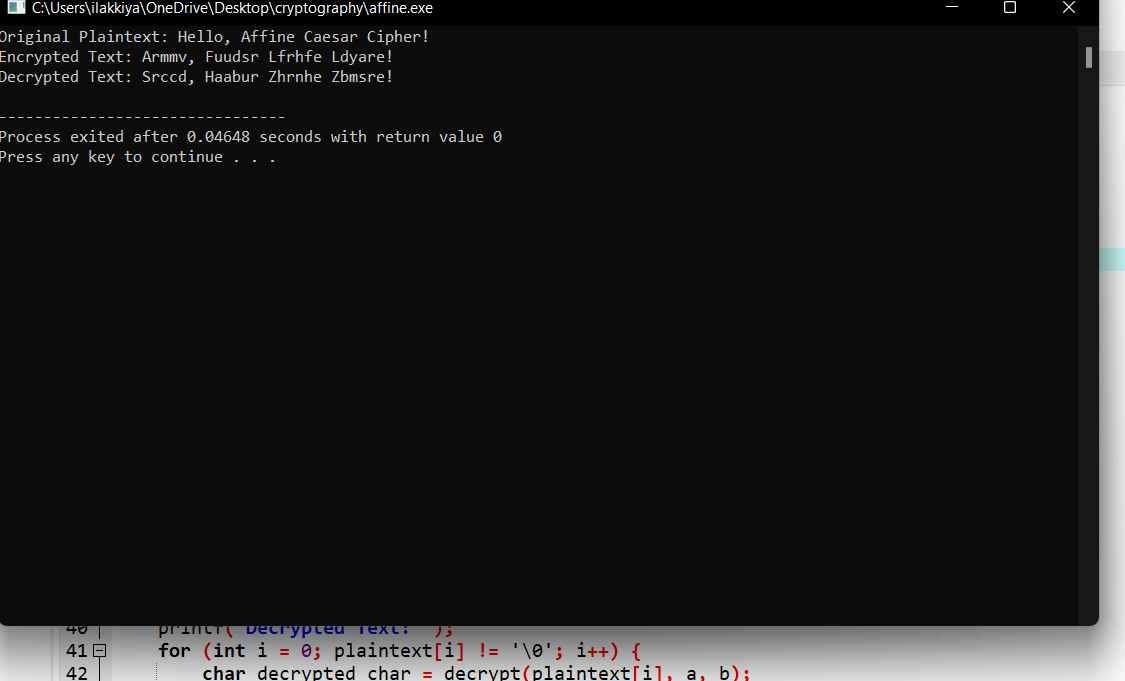 C:\Users\ilakkiya\OneDrive\Desktop\cryptography\affine.exe
Original Plaintext: Hello, Affine Caesar Cipher!
Encrypted Text: Armmv, Fuudsr Lfrhfe Ldyare!
Decrypted Text: Srccd, Haabur Zhrnhe Zbmsre!
--------------------------------
Process exited after 0.04648 seconds with return value 0
Press any key to continue . . .
40 printf("Decrypted Text: ");
41 for (int i = 0; plaintext[i] != '\0'; i++) {
42 char decrypted_char = decrypt(plaintext[i], a, b);